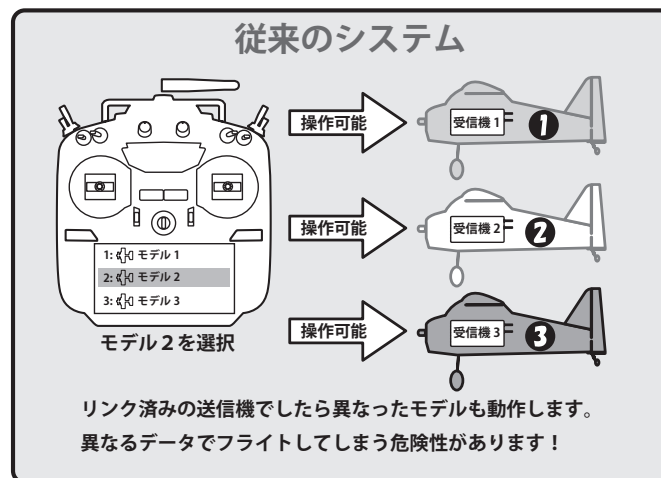 従来のシステム
操作可能
受信機 1
1
操作可能
受信機 2
2
1: モデル 1
2: モデル 2
3: モデル 3
操作可能
受信機 3
3
モデル 2 を選択
リンク済みの送信機でしたら異なったモデルも動作します。
異なるデータでフライトしてしまう危険性があります！